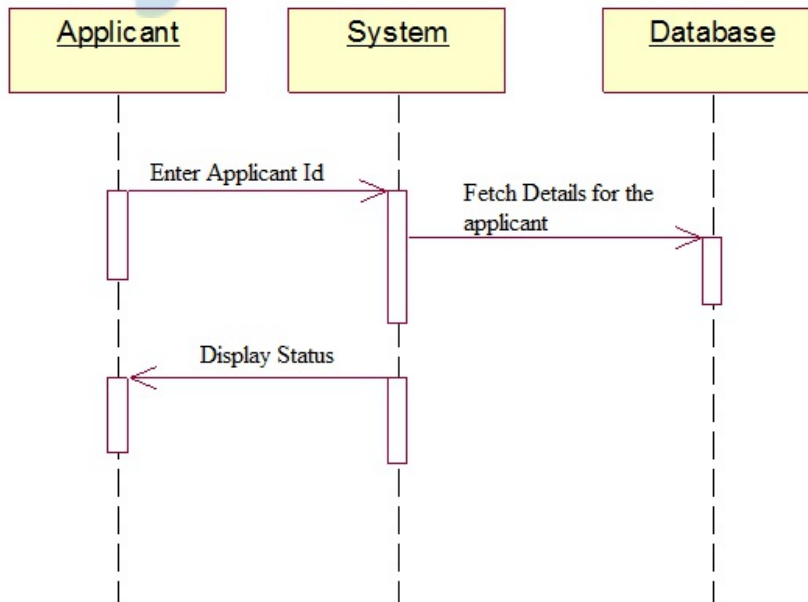 Applicant
System
Database
Enter Applicant Id
Fetch Details for the
applicant
Display Status